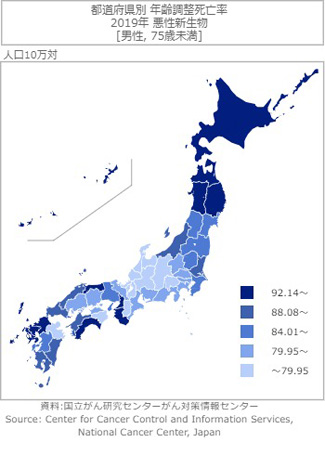 都道府県別 年齢調整死亡率
2019年 悪性新生物
[男性, 75歳未満]
人口10万対
92.14～
88.08～
84.01～
79.95～
～79.95
資料:国立がん研究センターがん対策情報センター
Source: Center for Cancer Control and Information Services,
National Cancer Center, Japan